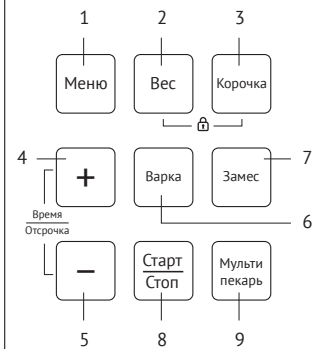 1 2 3
Меню Вес Корочка
4 + Варка Замес 7
Время
Отсрочка
6
− Старт
Стоп Мульти
пекарь
5 8 9